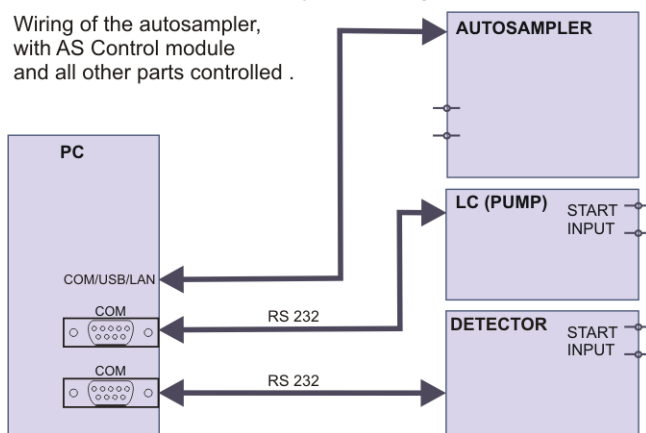 Wiring of the autosampler,
with AS Control module
and all other parts controlled .
AUTOSAMPLER
PC
LC (PUMP)
START
INPUT
COM/USB/LAN
COM
RS 232
DETECTOR
START
INPUT
COM
RS 232